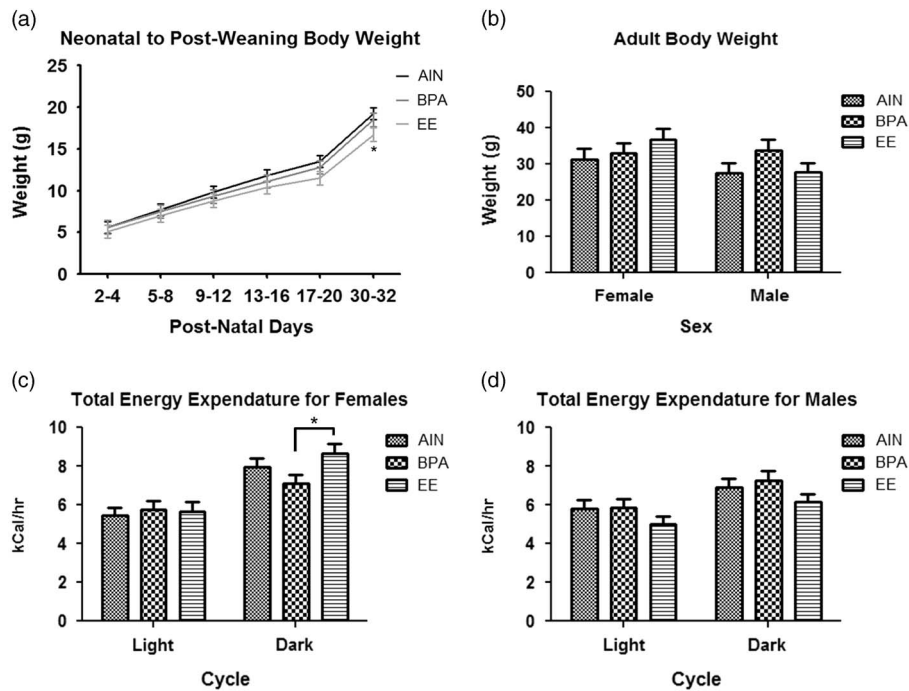 (a)
Neonatal to Post-Weaning Body Weight
Weight (g)
25
20
15
10
5
0
AIN
BPA
EE
*
2-4 5-8 9-12 13-16 17-20 30-32
Post-Natal Days
(b)
Adult Body Weight
Weight (g)
50
40
30
20
10
0
AIN
BPA
EE
Female Male
Sex
(c)
Total Energy Expendature for Females
kCal/hr
10
8
6
4
2
0
*
AIN
BPA
EE
Light Dark
Cycle
(d)
Total Energy Expendature for Males
kCal/hr
10
8
6
4
2
0
AIN
BPA
EE
Light Dark
Cycle